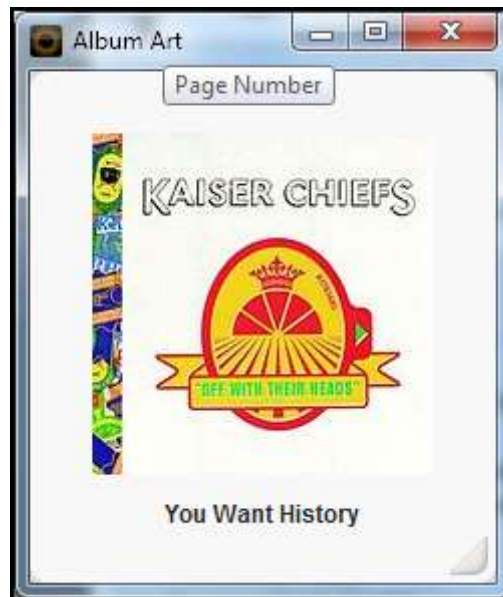 Album Art
Page Number
KAISER CHIEFS
"OFF WITH THEIR HEADS"
You Want History